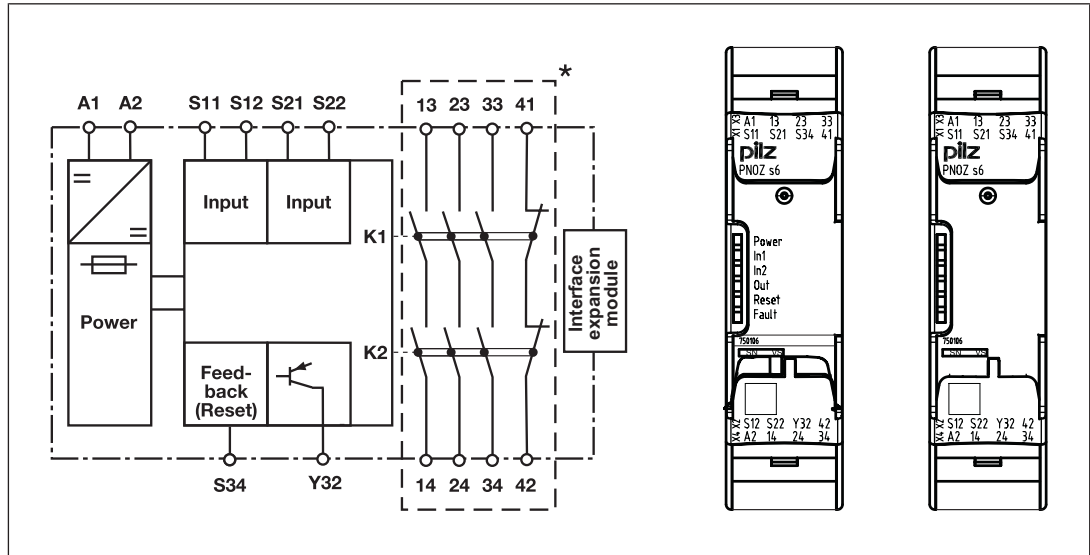 *
A1 A2 S11 S12 S21 S22 13 23 33 41
Input Input
K1
Power
K2
Feed-
back
(Reset)
Interface
expansion
module
S34 Y32 14 24 34 42
X3 A1 13 23 33
X1 S11 S21 S34 41
pilz
PNOZ s6
Power
In1
In2
Out
Reset
Fault
750106
SN VS
X2 S12 S22 Y32 42
X4 A2 14 24 34
X3 A1 13 23 33
X1 S11 S21 S34 41
pilz
PNOZ s6
750106
SN VS
X2 S12 S22 Y32 42
X4 A2 14 24 34